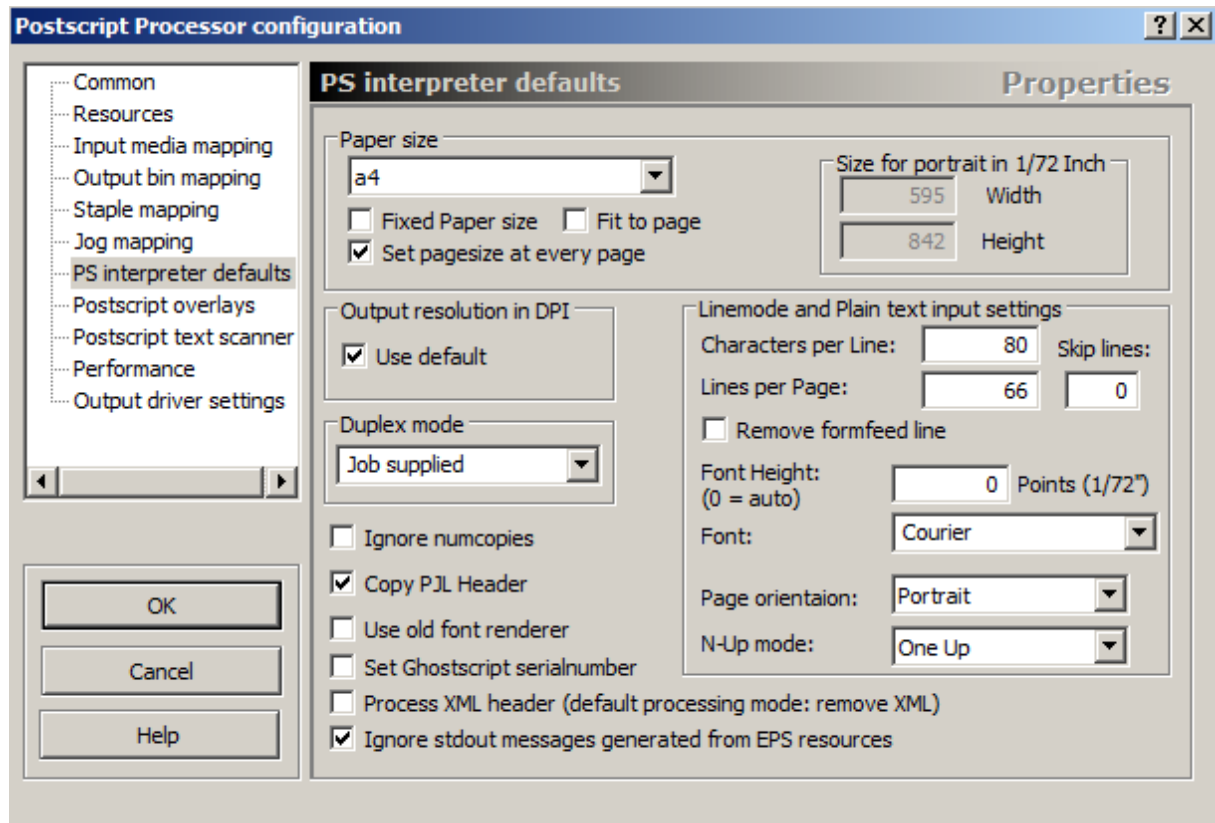 Postscript Processor configuration
Common
Resources
Input media mapping
Output bin mapping
Staple mapping
Jog mapping
PS interpreter defaults
Postscript overlays
Postscript text scanner
Performance
Output driver settings
OK
Cancel
Help
PS interpreter defaults Properties
Paper size
a4
Fixed Paper size Fit to page
Set pagesize at every page
Size for portrait in 1/72 Inch
595 Width
842 Height
Output resolution in DPI
Use default
Duplex mode
Job supplied
Ignore numcopies
Copy PJL Header
Use old font renderer
Set Ghostscript serialnumber
Process XML header (default processing mode: remove XML)
Ignore stdout messages generated from EPS resources
Linemode and Plain text input settings
Characters per Line: 80 Skip lines:
Lines per Page: 66 0
Remove formfeed line
Font Height: 0 Points (1/72")
(0 = auto)
Font: Courier
Page orientaion: Portrait
N-Up mode: One Up